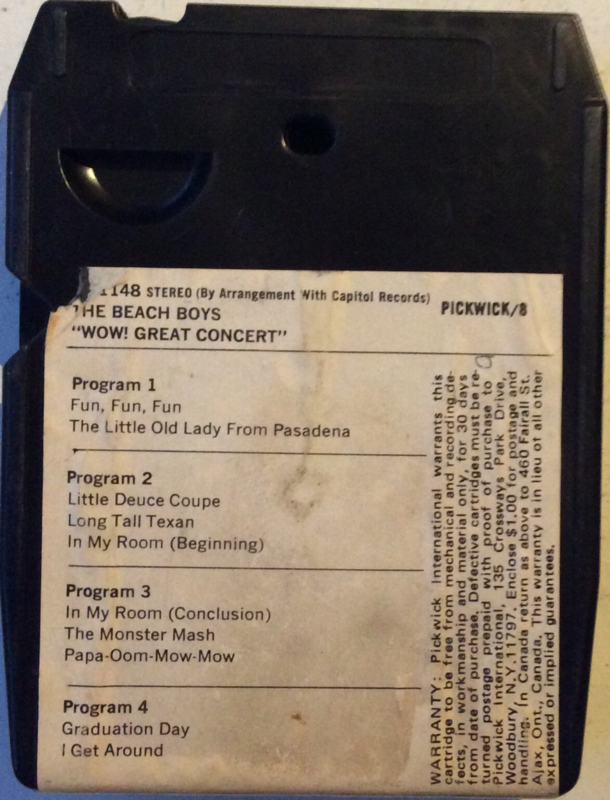 1148 STEREO (By Arrangement With Capitol Records)
PICKWICK/8
THE BEACH BOYS
"WOW! GREAT CONCERT"
Program 1
Fun, Fun, Fun
The Little Old Lady From Pasadena
Program 2
Little Deuce Coupe
Long Tall Texan
In My Room (Beginning)
Program 3
In My Room (Conclusion)
The Monster Mash
Papa-Oom-Mow-Mow
Program 4
Graduation Day
I Get Around
WARRANTY: Pickwick International warrants this
cartridge to be free from mechanical and recording de-
fects, in workmanship and material only, for 30 days
from date of purchase. Defective cartridges must be re-
turned postage prepaid with proof of purchase to
Pickwick International, 135 Crossways Park Drive,
Woodbury, N.Y. 11797. Enclose $1.00 for postage and
handling. In Canada return as above to 460 Fairall St.
Ajax, Ont., Canada. This warranty is in lieu of all other
expressed or implied guarantees.